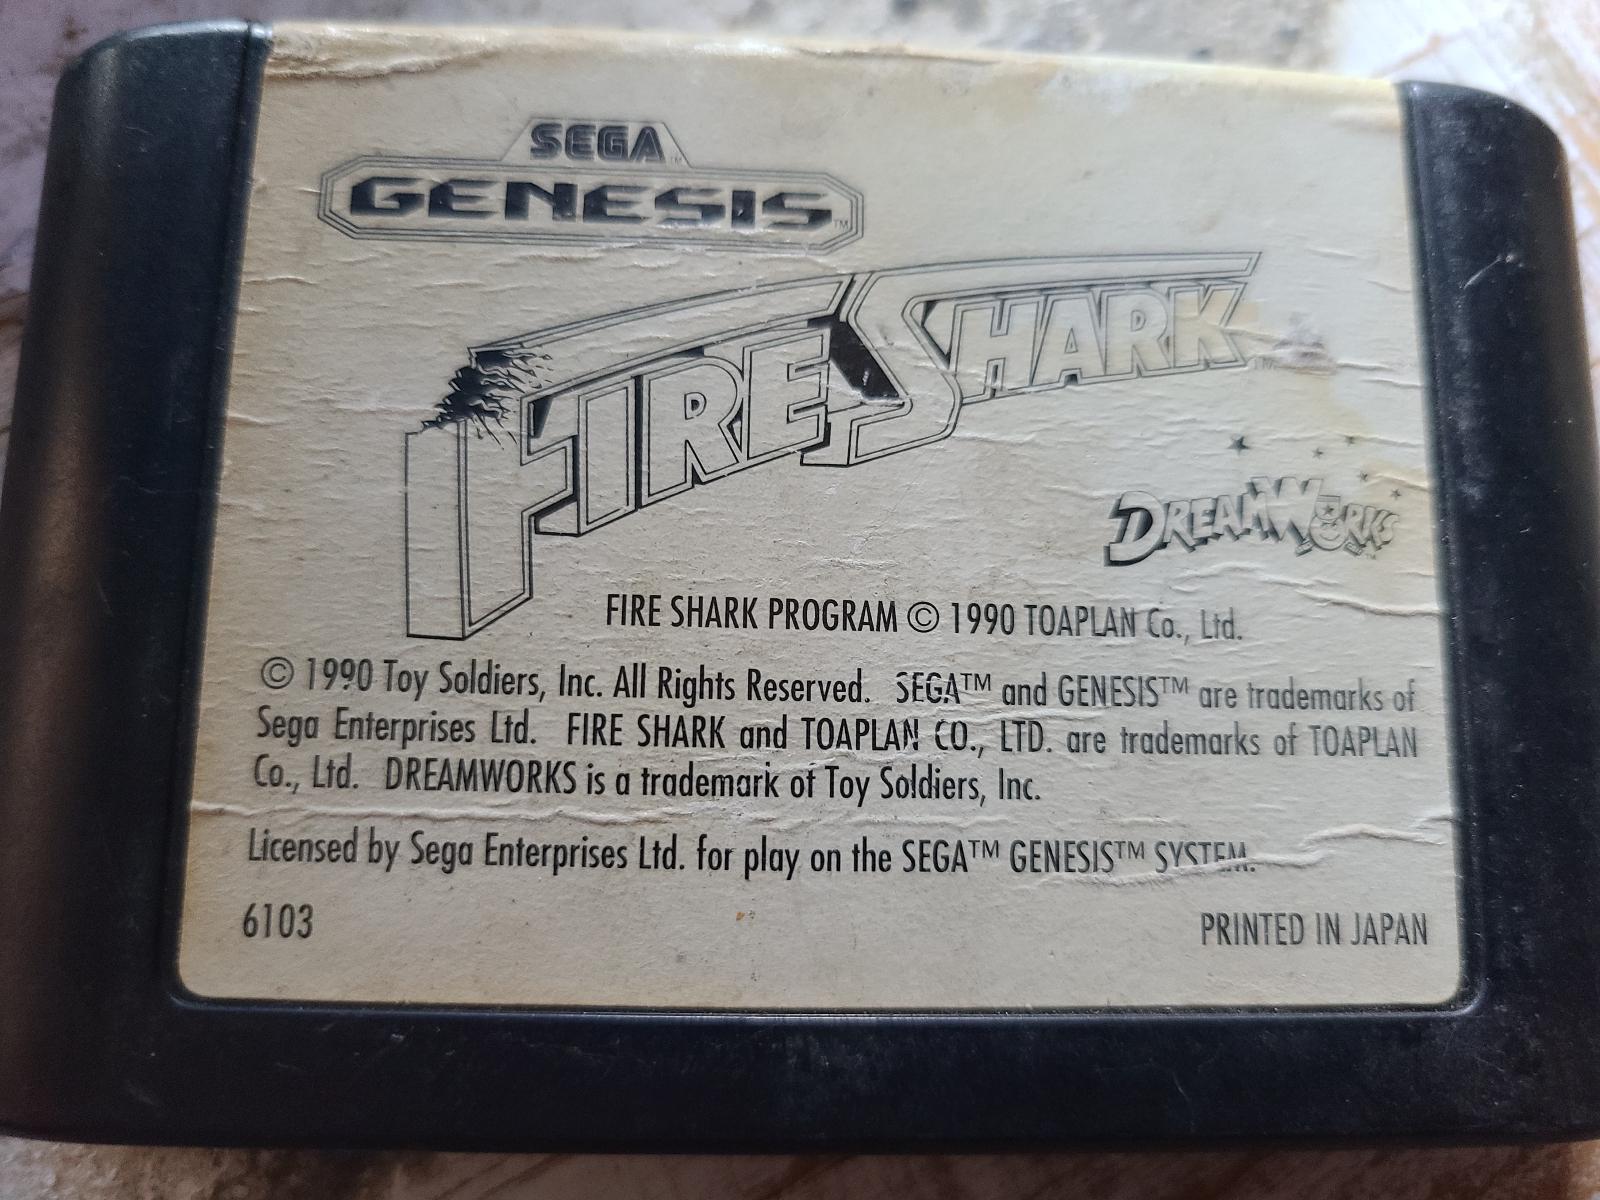 SEGA™
GENESIS™
FIRE SHARK™
DREAMWORKS
FIRE SHARK PROGRAM © 1990 TOAPLAN Co., Ltd.
© 1990 Toy Soldiers, Inc. All Rights Reserved. SEGA™ and GENESIS™ are trademarks of
Sega Enterprises Ltd. FIRE SHARK and TOAPLAN CO., LTD. are trademarks of TOAPLAN
Co., Ltd. DREAMWORKS is a trademark of Toy Soldiers, Inc.
Licensed by Sega Enterprises Ltd. for play on the SEGA™ GENESIS™ SYSTEM.
6103
PRINTED IN JAPAN